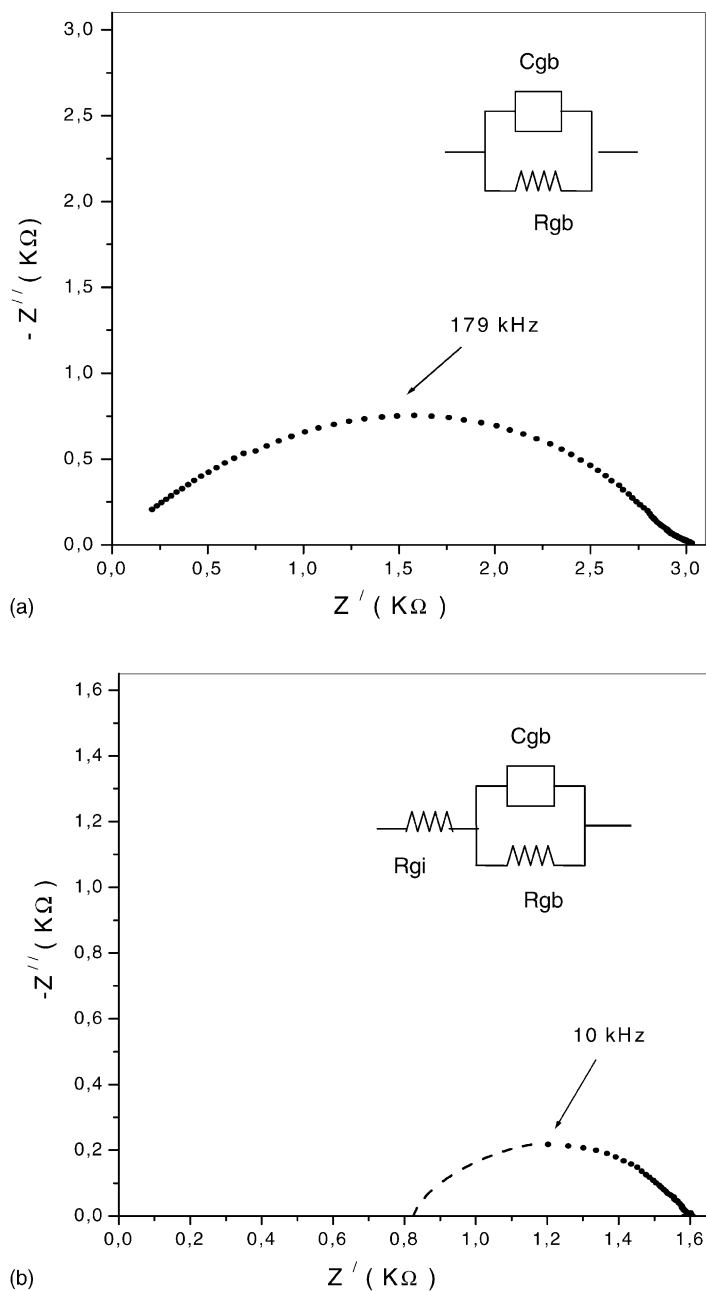 3,0
2,5
2,0
1,5
1,0
0,5
0,0
- Z // ( KΩ )
Cgb
Rgb
179 kHz
0,0 0,5 1,0 1,5 2,0 2,5 3,0
(a)
Z / ( KΩ )
1,6
1,4
1,2
1,0
0,8
0,6
0,4
0,2
0,0
-Z // ( KΩ )
Cgb
Rgi
Rgb
10 kHz
0,0 0,2 0,4 0,6 0,8 1,0 1,2 1,4 1,6
(b)
Z / ( KΩ )